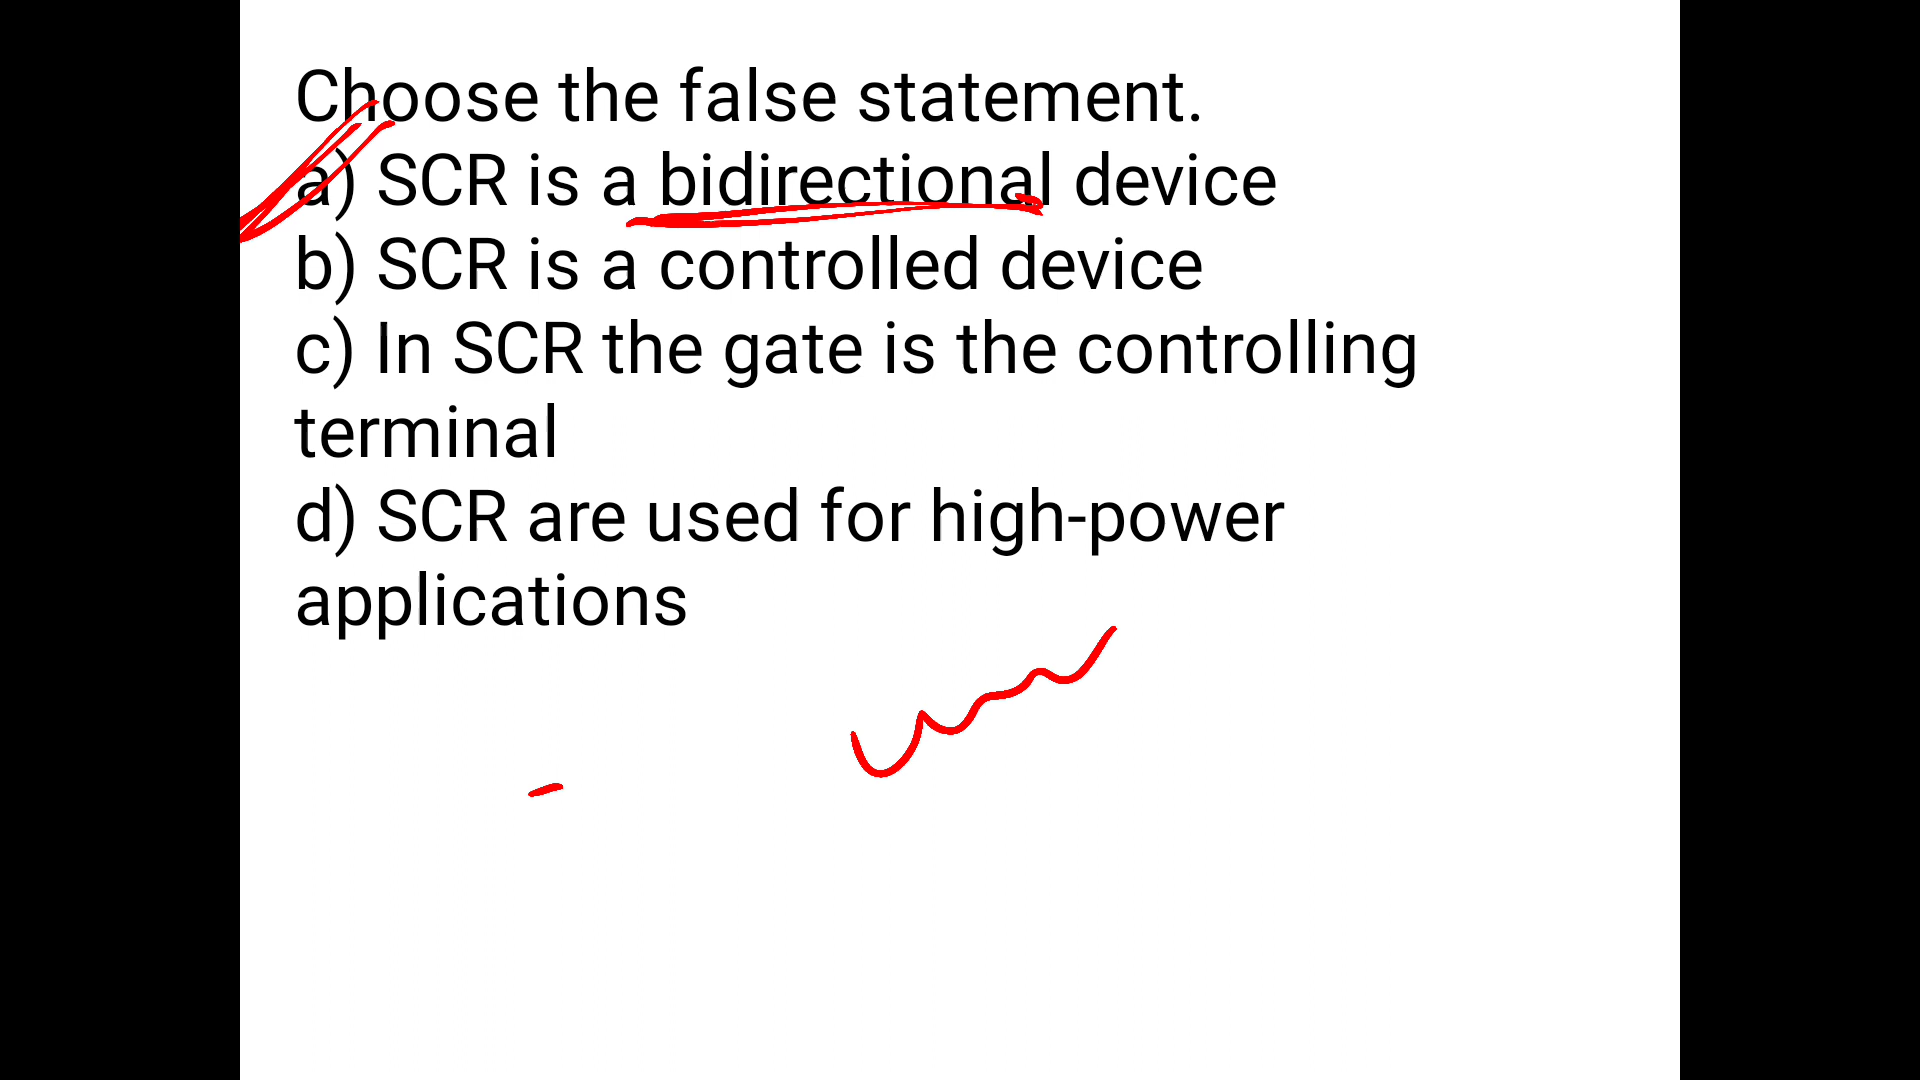 Choose the false statement.
a) SCR is a bidirectional device
b) SCR is a controlled device
c) In SCR the gate is the controlling
terminal
d) SCR are used for high-power
applications